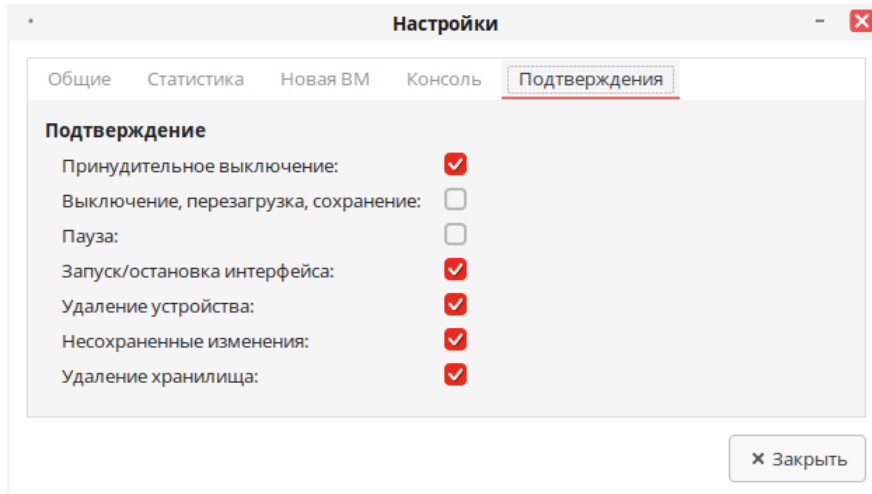 Настройки
Общие Статистика Новая ВМ Консоль Подтверждения
Подтверждение
Принудительное выключение:
Выключение, перезагрузка, сохранение:
Пауза:
Запуск/остановка интерфейса:
Удаление устройства:
Несохраненные изменения:
Удаление хранилища:
Закрыть